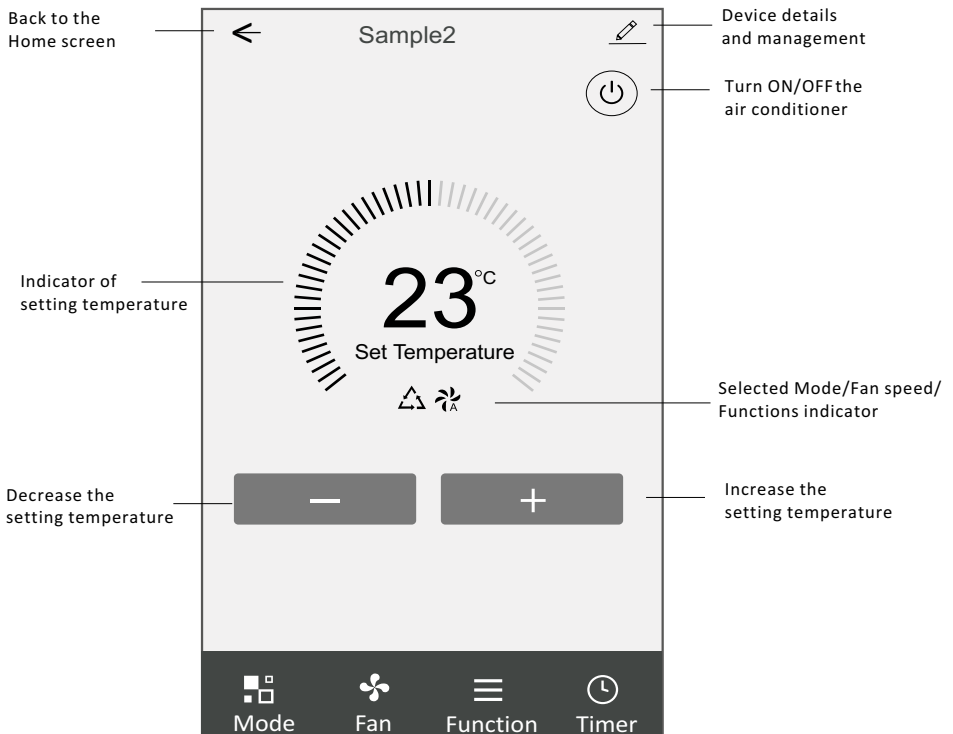 Back to the
Home screen
Sample2
Device details
and management
Turn ON/OFF the
air conditioner
Indicator of
setting temperature
23°C
Set Temperature
A
Selected Mode/Fan speed/
Functions indicator
Decrease the
setting temperature
Increase the
setting temperature
Mode Fan Function Timer